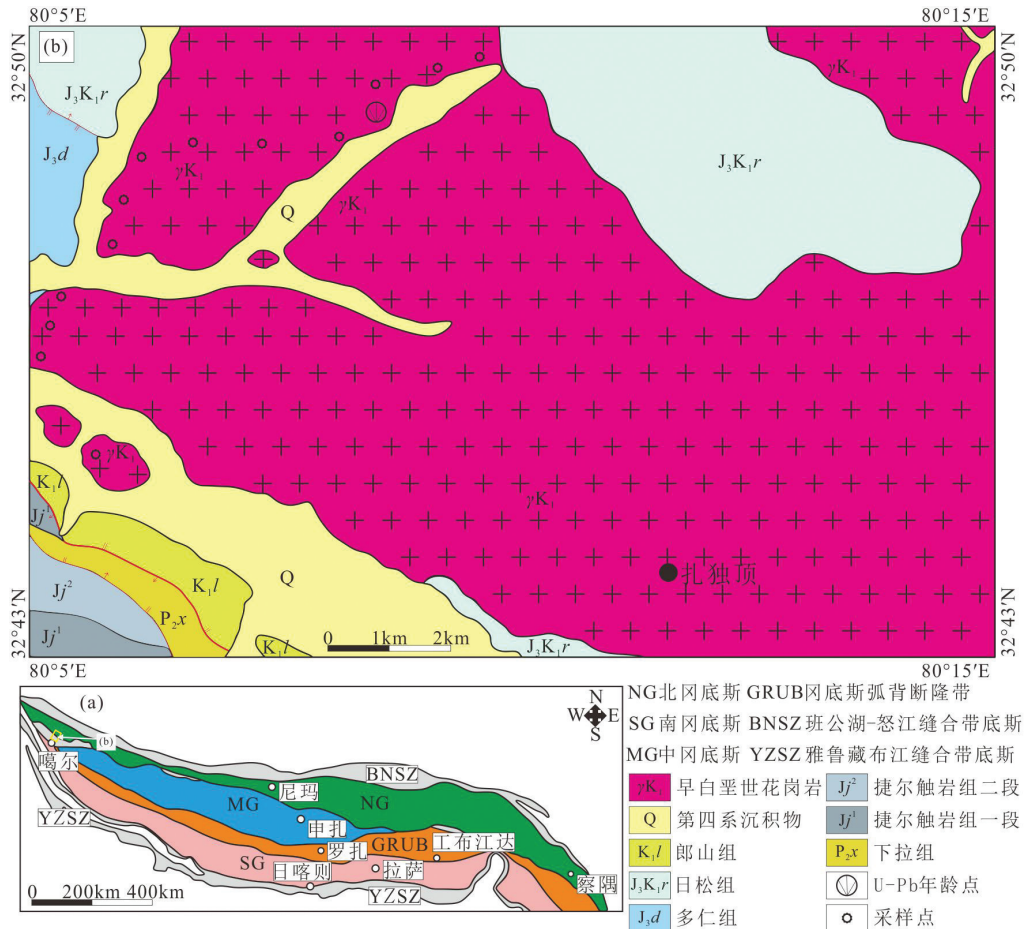 80°5′E 80°15′E
32°50′N (b) 32°50′N
γK₁
J₃K₁r
J₃K₁r
J₃d
γK₁
γK₁
Q
γK₁
K₁l
Jj¹
γK₁
K₁l
Q
扎独顶
Jj²
P₂x
Jj¹
K₁l
0 1km 2km
J₃K₁r
32°43′N 32°43′N
80°5′E 80°15′E
(a)
N
W E
S
(b)
噶尔
BNSZ
尼玛
MG
NG
YZSZ
申扎
GRUB
工布江达
罗扎
SG
拉萨
日喀则
察隅
YZSZ
0 200km 400km
NG北冈底斯 GRUB冈底斯弧背断隆带
SG南冈底斯 BNSZ班公湖-怒江缝合带底斯
MG中冈底斯 YZSZ雅鲁藏布江缝合带底斯
γK₁ 早白垩世花岗岩 Jj² 捷尔触岩组二段
Q 第四系沉积物 Jj¹ 捷尔触岩组一段
K₁l 郎山组 P₂x 下拉组
J₃K₁r 日松组 U-Pb年龄点
J₃d 多仁组 采样点